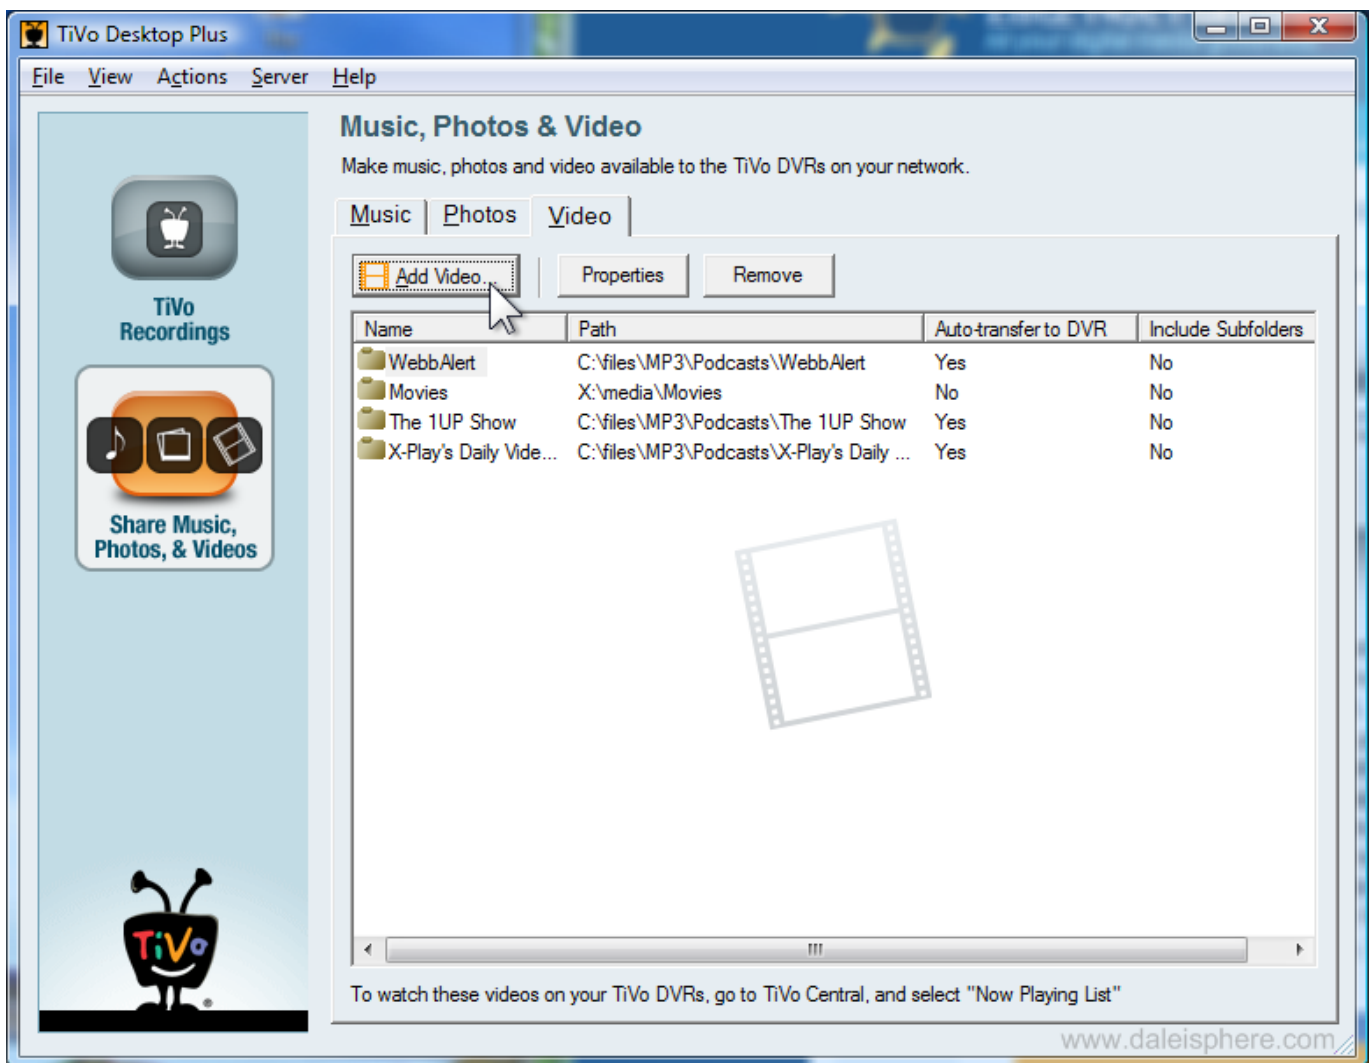 TiVo Desktop Plus
File View Actions Server Help
Music, Photos & Video
Make music, photos and video available to the TiVo DVRs on your network.
Music Photos Video
Add Video... Properties Remove
TiVo
Recordings
Name Path Auto-transfer to DVR Include Subfolders
WebbAlert C:\files\MP3\Podcasts\WebbAlert Yes No
Movies X:\media\Movies No No
The 1UP Show C:\files\MP3\Podcasts\The 1UP Show Yes No
X-Play's Daily Vide... C:\files\MP3\Podcasts\X-Play's Daily ... Yes No
Share Music,
Photos, & Videos
TiVo
To watch these videos on your TiVo DVRs, go to TiVo Central, and select "Now Playing List"
www.daleisphere.com